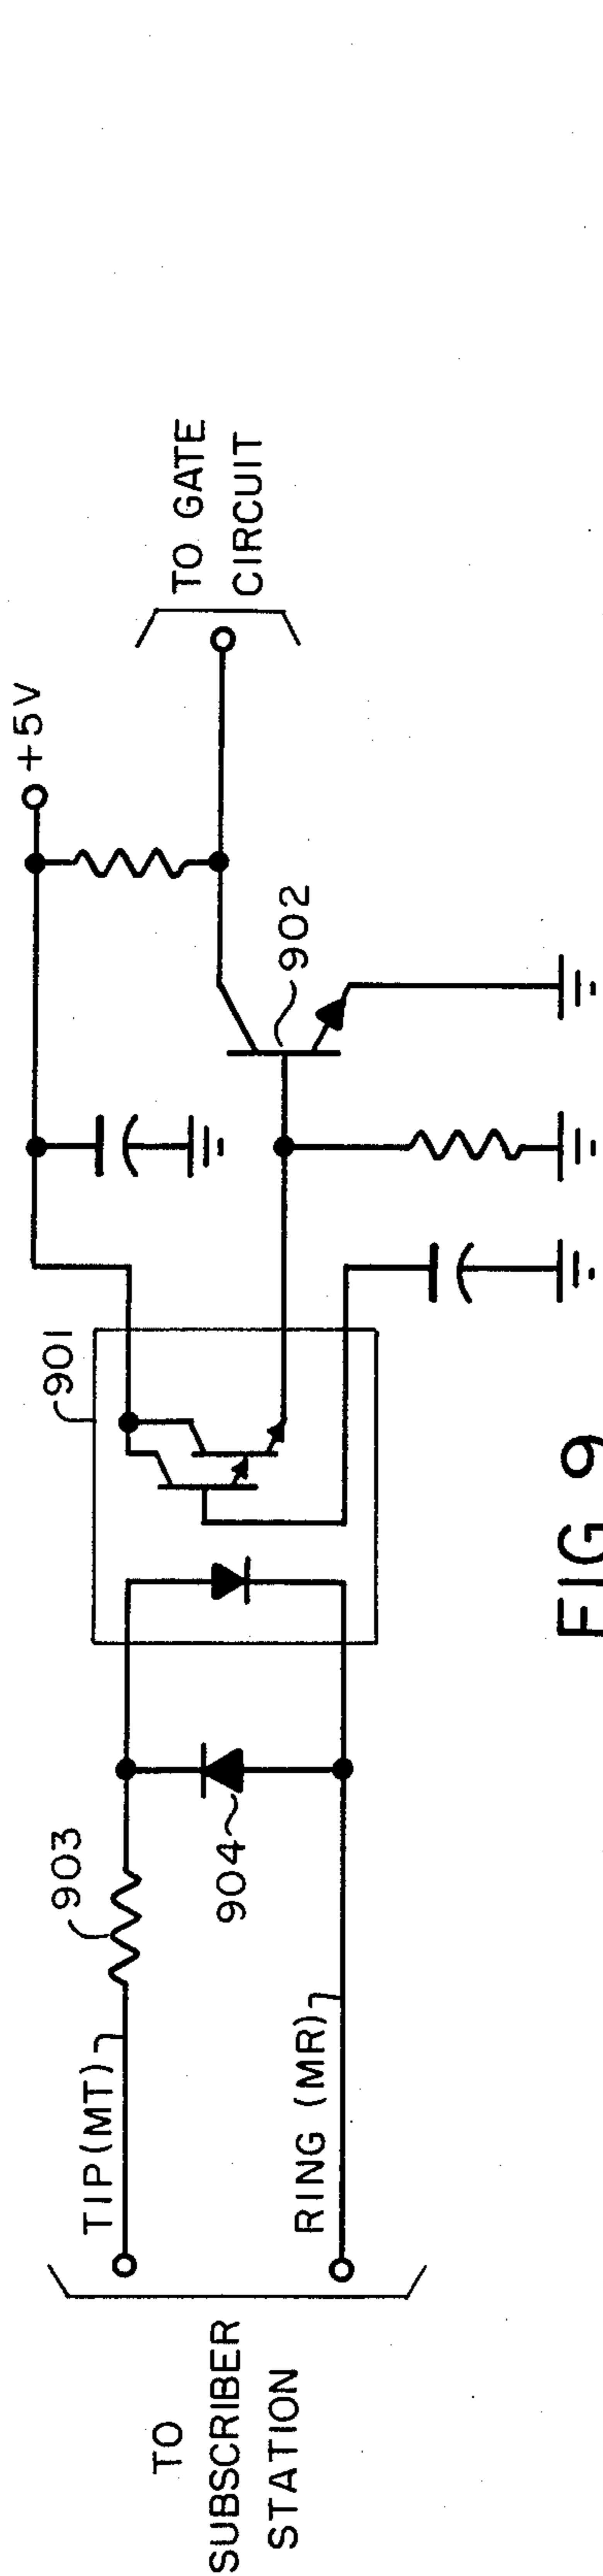 TO
SUBSCRIBER
STATION
TIP(MT)
RING (MR)
903
904
901
902
+5V
TO GATE
CIRCUIT
FIG 9